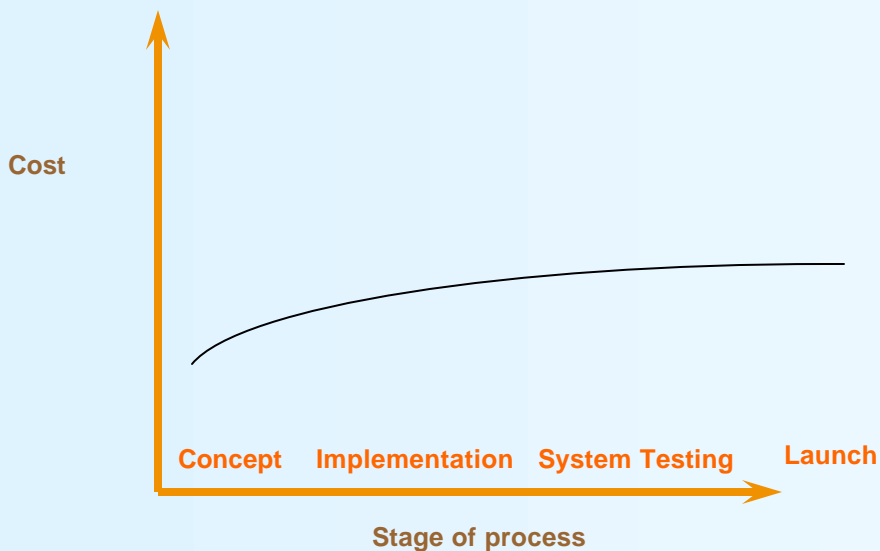 Cost
Concept Implementation System Testing Launch
Stage of process